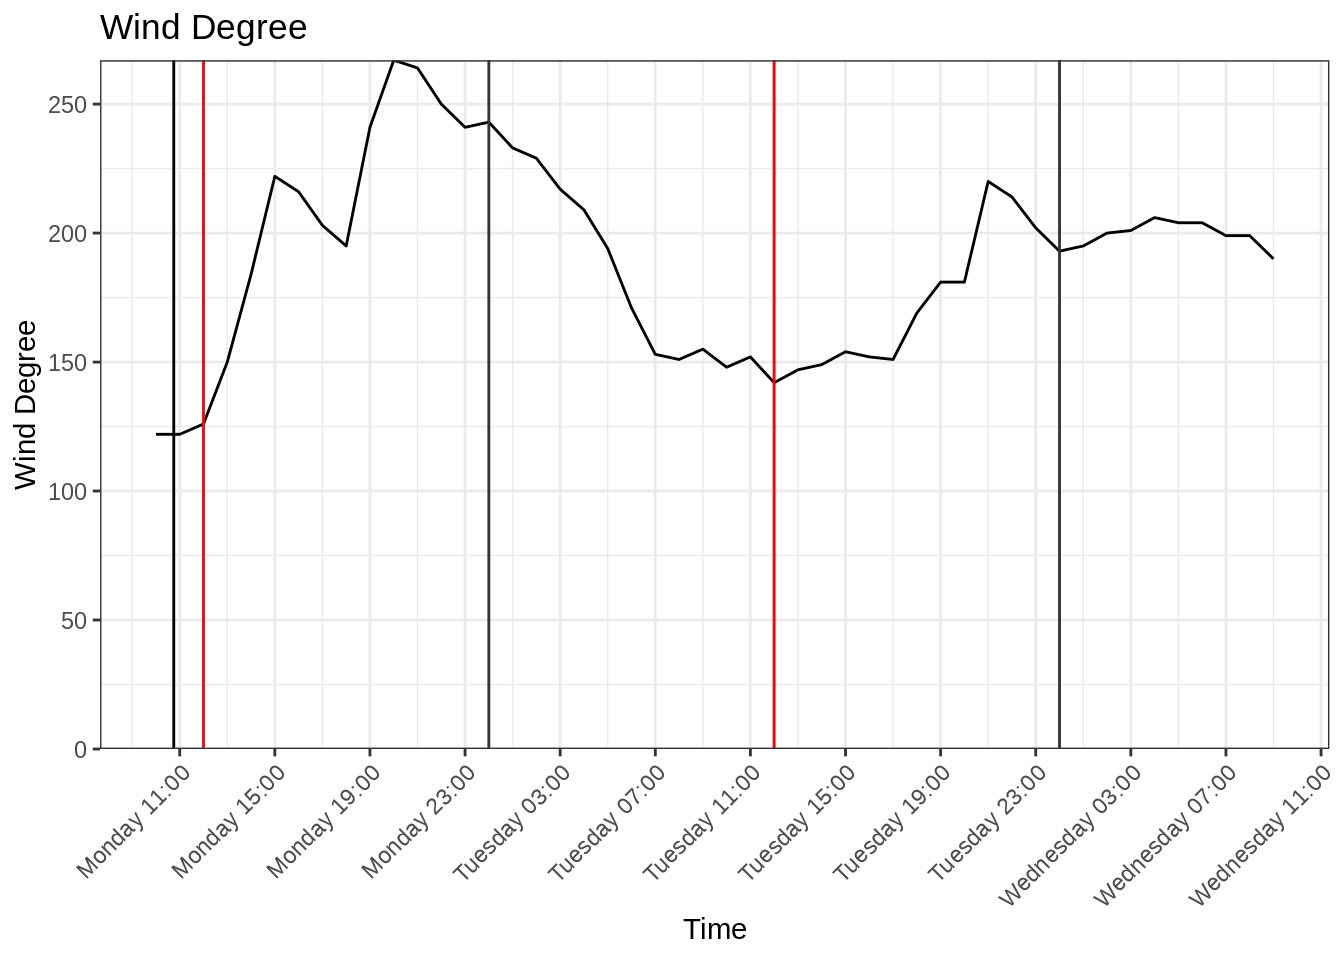 Wind Degree
Wind Degree
250
200
150
100
50
0
Monday 11:00
Monday 15:00
Monday 19:00
Monday 23:00
Tuesday 03:00
Tuesday 07:00
Tuesday 11:00
Tuesday 15:00
Tuesday 19:00
Tuesday 23:00
Wednesday 03:00
Wednesday 07:00
Wednesday 11:00
Time